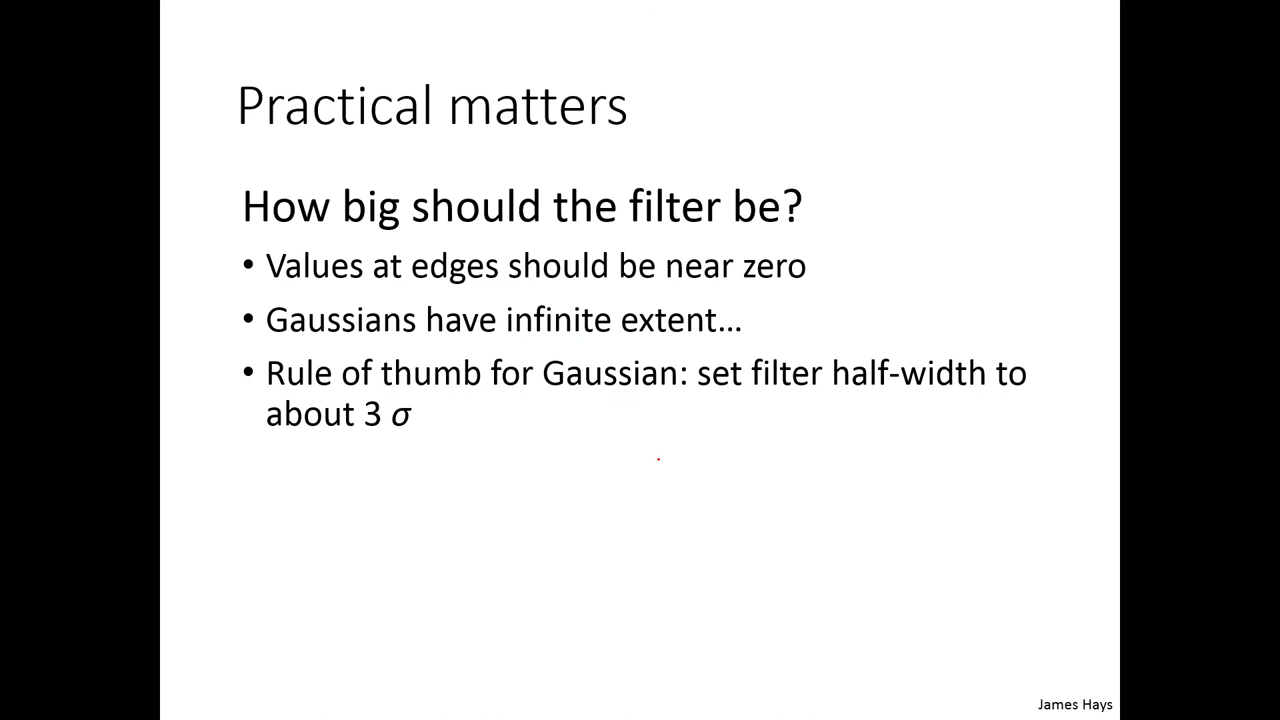 Practical matters
How big should the filter be?
• Values at edges should be near zero
• Gaussians have infinite extent…
• Rule of thumb for Gaussian: set filter half-width to
about 3 σ
James Hays